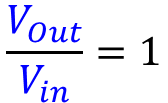 V_Out / V_in = 1